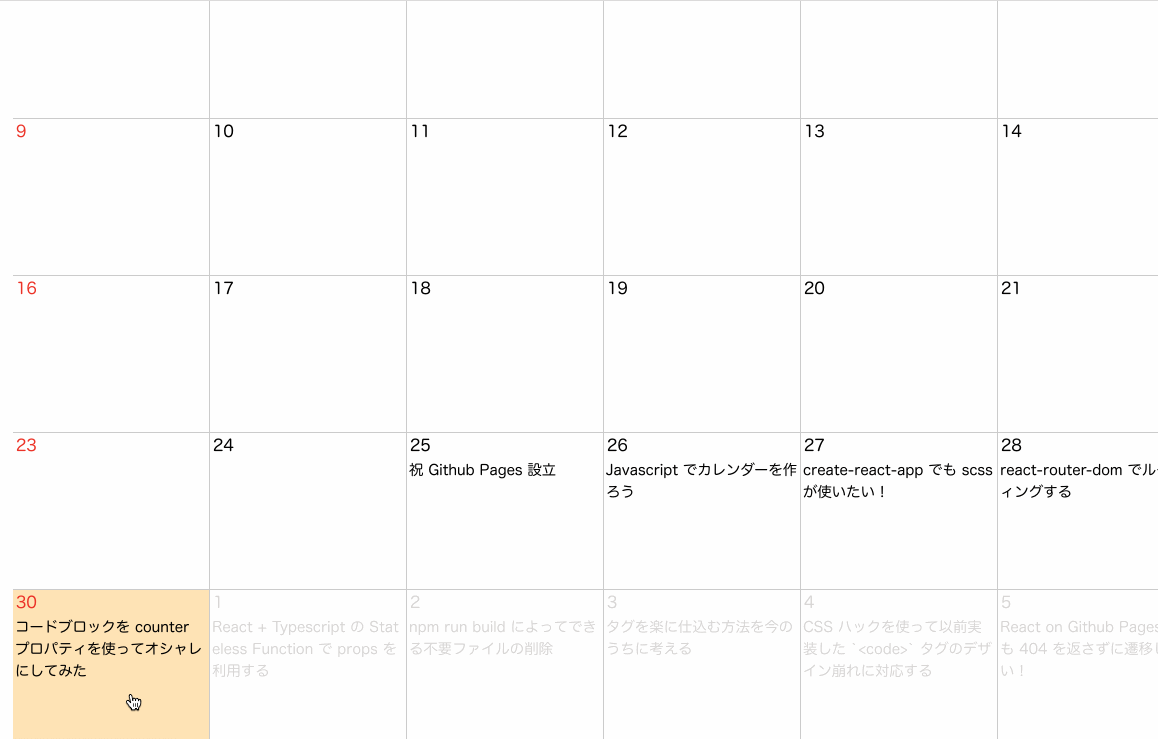 9 10 11 12 13 14
16 17 18 19 20 21
23 24 25 26 27 28
祝 Github Pages 設立
Javascript でカレンダーを作
ろう
create-react-app でも scss
が使いたい！
react-router-dom でル
ィングする
30 1 2 3 4 5
コードブロックを counter
プロパティを使ってオシャレ
にしてみた
React + Typescript の Stat
eless Function で props を
利用する
npm run build によってでき
る不要ファイルの削除
タグを楽に仕込む方法を今の
うちに考える
CSS ハックを使って以前実
装した `<code>` タグのデザ
イン崩れに対応する
React on Github Pages
も 404 を返さずに遷移し
い！